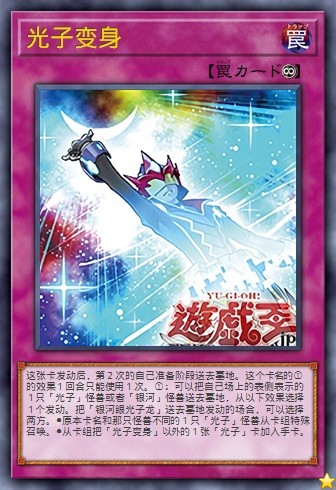 光子变身
トラップ
罠
【罠カード】
YU-GI-OH!
遊戯王
.jp
这张卡发动后，第2次的自己准备阶段送去墓地。这个卡名的①
的效果1回合只能使用1次。①：可以把自己场上的表侧表示的
1只「光子」怪兽或者「银河」怪兽送去墓地，从以下效果选择
1个发动。把「银河眼光子龙」送去墓地发动的场合，可以选择
两方。●原本卡名和那只怪兽不同的1只「光子」怪兽从卡组特殊
召唤。●从卡组把「光子变身」以外的1张「光子」卡加入手卡。